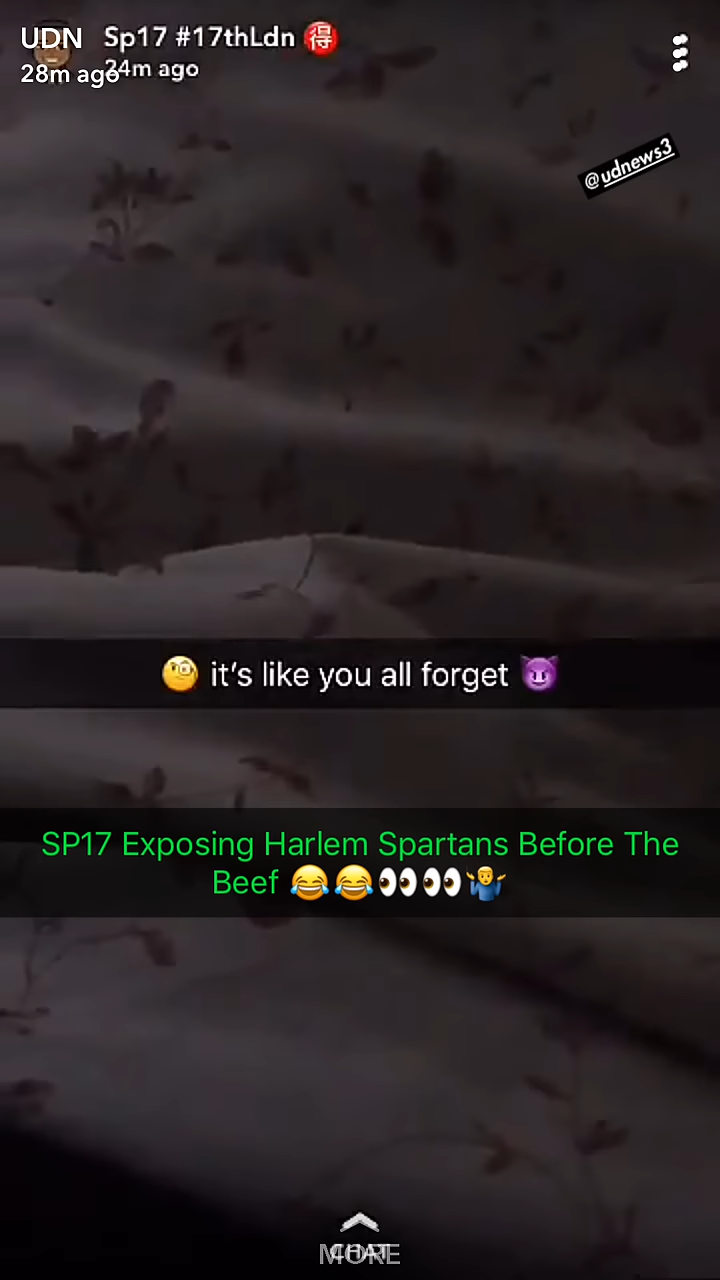 UDN
Sp17 #17thLdn 🉐
28m ago
24m ago
@udnews3
🧐 it's like you all forget 😈
SP17 Exposing Harlem Spartans Before The
Beef 😂😂👀👀🤷‍♂️
CHAT
MORE